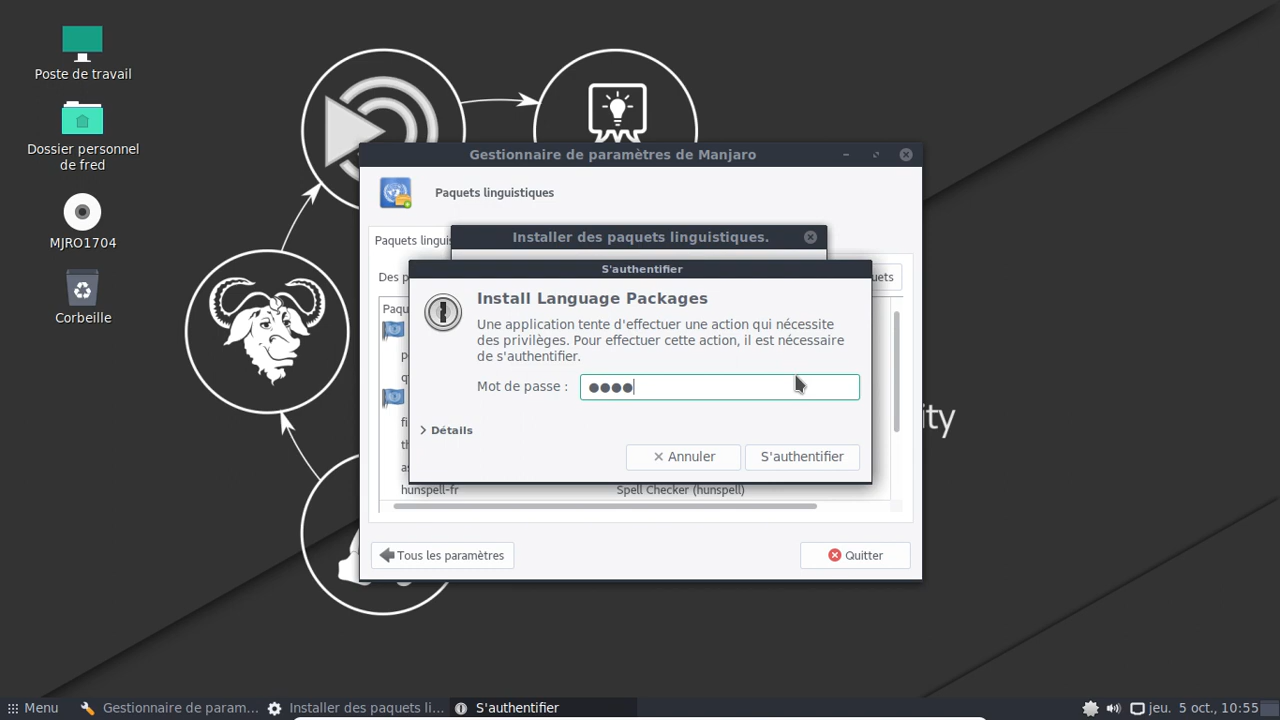 Poste de travail
Dossier personnel
de fred
MJRO1704
Corbeille
Gestionnaire de paramètres de Manjaro
Paquets linguistiques
Paquets lingui
Installer des paquets linguistiques.
Des p
uets
Paqu
S'authentifier
Install Language Packages
Une application tente d'effectuer une action qui nécessite
des privilèges. Pour effectuer cette action, il est nécessaire
de s'authentifier.
Mot de passe : ●●●●
Détails
Annuler
S'authentifier
hunspell-fr
Spell Checker (hunspell)
Tous les paramètres
Quitter
ity
Menu
Gestionnaire de param...
Installer des paquets li...
S'authentifier
jeu. 5 oct., 10:55